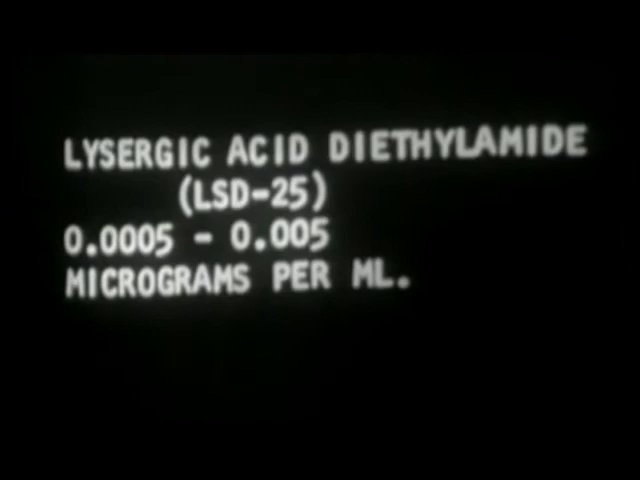 LYSERGIC ACID DIETHYLAMIDE
(LSD-25)
0.0005 - 0.005
MICROGRAMS PER ML.